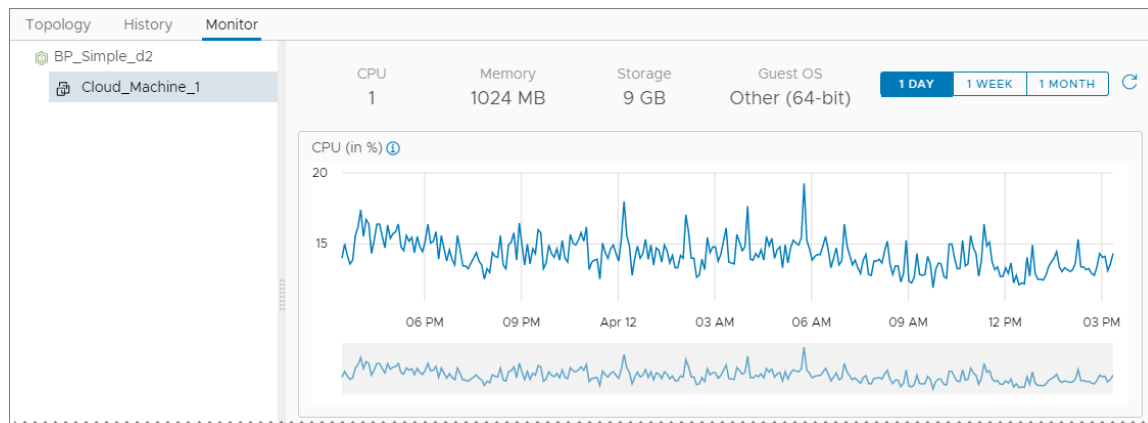 Topology History Monitor
BP_Simple_d2
Cloud_Machine_1
CPU Memory Storage Guest OS
1 1024 MB 9 GB Other (64-bit)
1 DAY 1 WEEK 1 MONTH
CPU (in %)
20
15
06 PM 09 PM Apr 12 03 AM 06 AM 09 AM 12 PM 03 PM